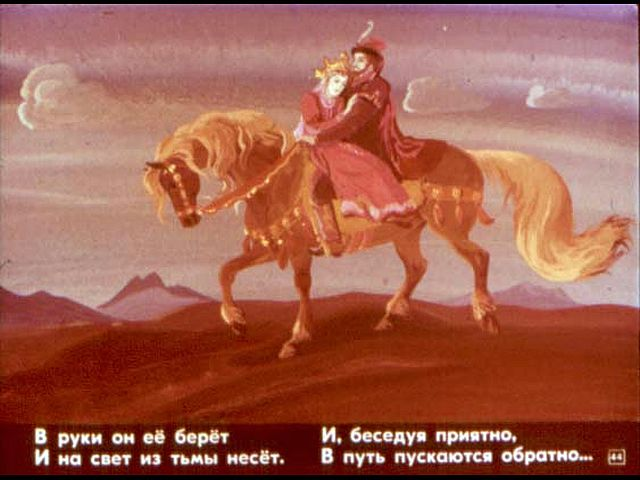 В руки он её берёт
И на свет из тьмы несёт.
И, беседуя приятно,
В путь пускаются обратно...
44